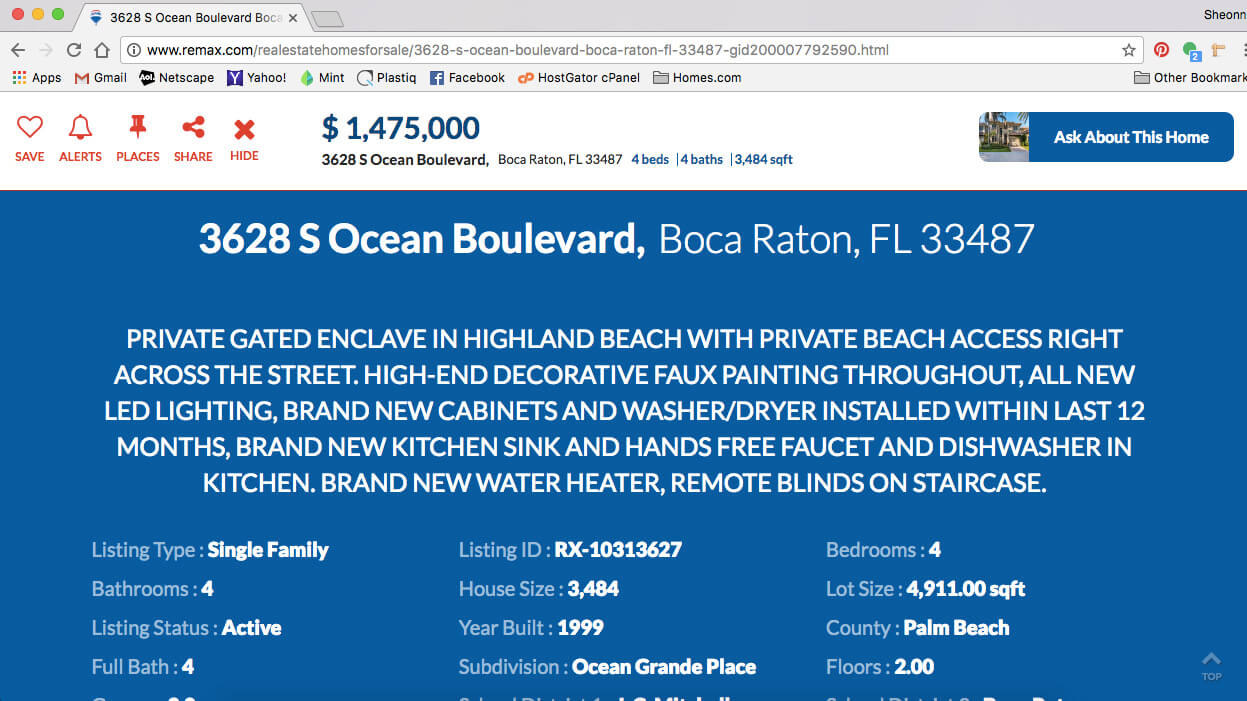 3628 S Ocean Boulevard Boca
Sheonn
www.remax.com/realestatehomesforsale/3628-s-ocean-boulevard-boca-raton-fl-33487-gid200007792590.html
2
Apps Gmail Aol. Netscape Yahoo! Mint Plastiq Facebook HostGator cPanel Homes.com Other Bookmark
$ 1,475,000
SAVE ALERTS PLACES SHARE HIDE
3628 S Ocean Boulevard, Boca Raton, FL 33487 4 beds |4 baths |3,484 sqft
Ask About This Home
3628 S Ocean Boulevard, Boca Raton, FL 33487
PRIVATE GATED ENCLAVE IN HIGHLAND BEACH WITH PRIVATE BEACH ACCESS RIGHT
ACROSS THE STREET. HIGH-END DECORATIVE FAUX PAINTING THROUGHOUT, ALL NEW
LED LIGHTING, BRAND NEW CABINETS AND WASHER/DRYER INSTALLED WITHIN LAST 12
MONTHS, BRAND NEW KITCHEN SINK AND HANDS FREE FAUCET AND DISHWASHER IN
KITCHEN. BRAND NEW WATER HEATER, REMOTE BLINDS ON STAIRCASE.
Listing Type : Single Family Listing ID : RX-10313627 Bedrooms : 4
Bathrooms : 4 House Size : 3,484 Lot Size : 4,911.00 sqft
Listing Status : Active Year Built : 1999 County : Palm Beach
Full Bath : 4 Subdivision : Ocean Grande Place Floors : 2.00
TOP